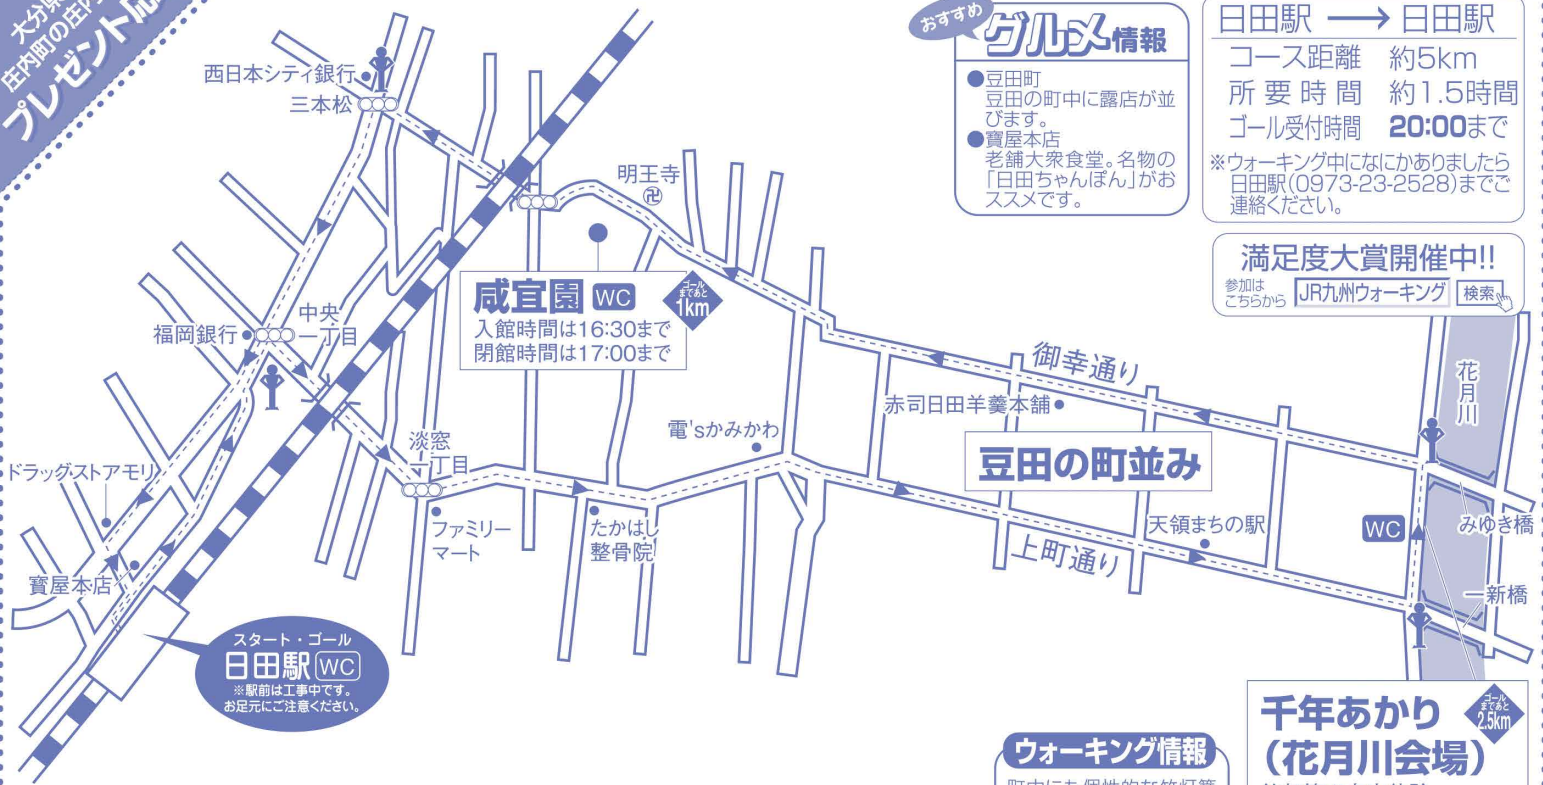 大分県
庄内町の庄内
プレゼント応
おすすめ
グルメ情報
●豆田町
豆田の町中に露店が並
びます。
●寳屋本店
老舗大衆食堂。名物の
「日田ちゃんぽん」がお
ススメです。
日田駅 → 日田駅
コース距離 約5km
所要時間 約1.5時間
ゴール受付時間 20:00まで
※ウォーキング中になにかありましたら
日田駅(0973-23-2528)までご
連絡ください。
満足度大賞開催中!!
参加は
こちらから
JR九州ウォーキング
検索
西日本シティ銀行
三本松
明王寺
卍
咸宜園 WC
入館時間は16:30まで
閉館時間は17:00まで
ゴール
まであと
1km
福岡銀行
中央
一丁目
御幸通り
花月川
赤司日田羊羹本舗
電'sかみかわ
淡窓
一丁目
豆田の町並み
ドラッグストアモリ
ファミリー
マート
たかはし
整骨院
天領まちの駅
WC
みゆき橋
上町通り
一新橋
寳屋本店
スタート・ゴール
日田駅 WC
※駅前は工事中です。
お足元にご注意ください。
千年あかり
(花月川会場)
ゴール
まであと
2.5km
ウォーキング情報